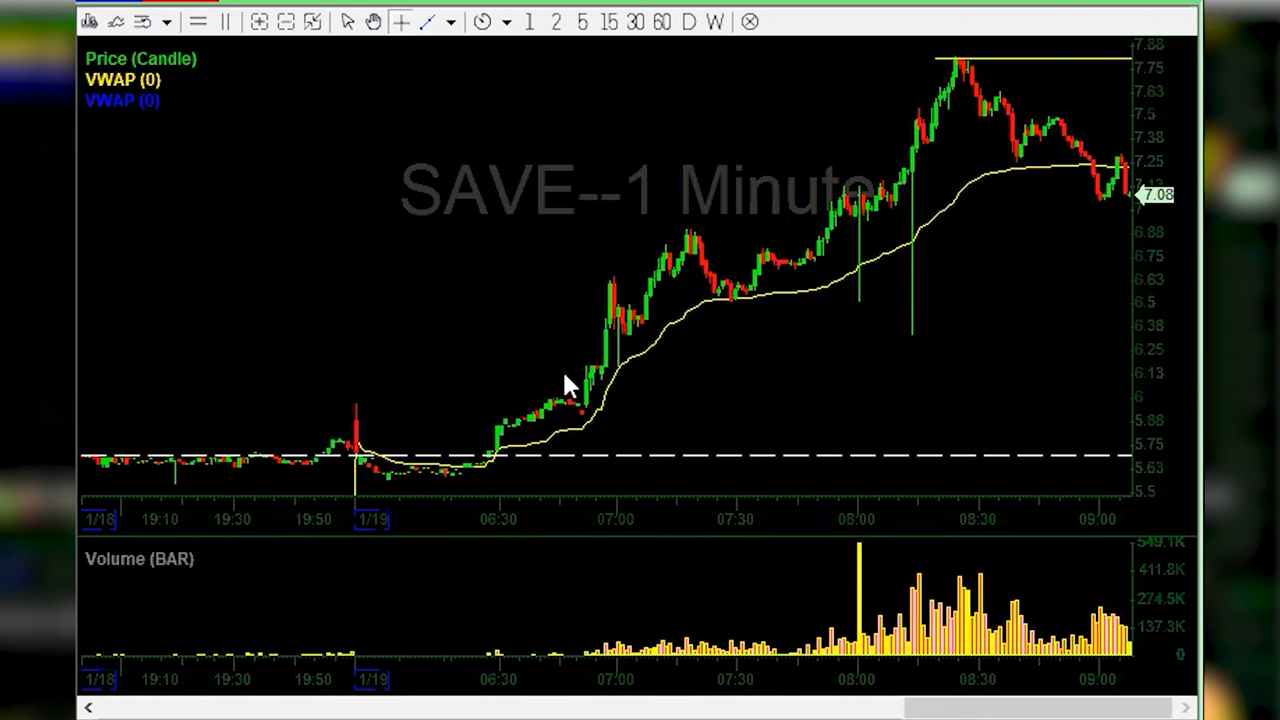 1 2 5 15 30 60 D W
Price (Candle)
VWAP (0)
VWAP (0)
SAVE--1 Minute
7.88
7.75
7.63
7.5
7.38
7.25
7.13
7.08
7
6.88
6.75
6.63
6.5
6.38
6.25
6.13
6
5.88
5.75
5.63
5.5
1/18 19:10 19:30 19:50 1/19 06:30 07:00 07:30 08:00 08:30 09:00
Volume (BAR)
549.1K
411.8K
274.5K
137.3K
0
1/18 19:10 19:30 19:50 1/19 06:30 07:00 07:30 08:00 08:30 09:00